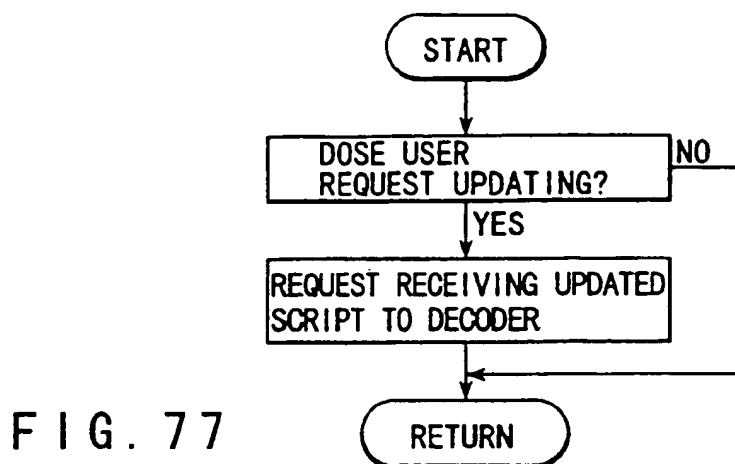 START
DOSE USER
REQUEST UPDATING?
NO
YES
REQUEST RECEIVING UPDATED
SCRIPT TO DECODER
RETURN
FIG. 77